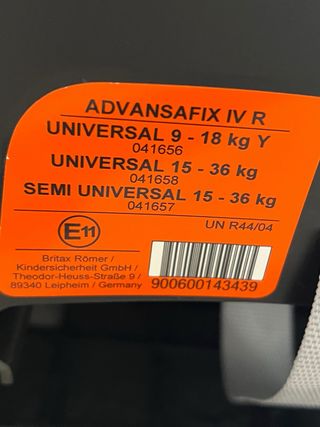 ADVANSAFIX IV R
UNIVERSAL 9 - 18 kg Y
041656
UNIVERSAL 15 - 36 kg
041658
SEMI UNIVERSAL 15 - 36 kg
041657
E11
UN R44/04
Britax Römer /
Kindersicherheit GmbH /
Theodor-Heuss-Straße 9 /
89340 Leipheim / Germany
900600143439